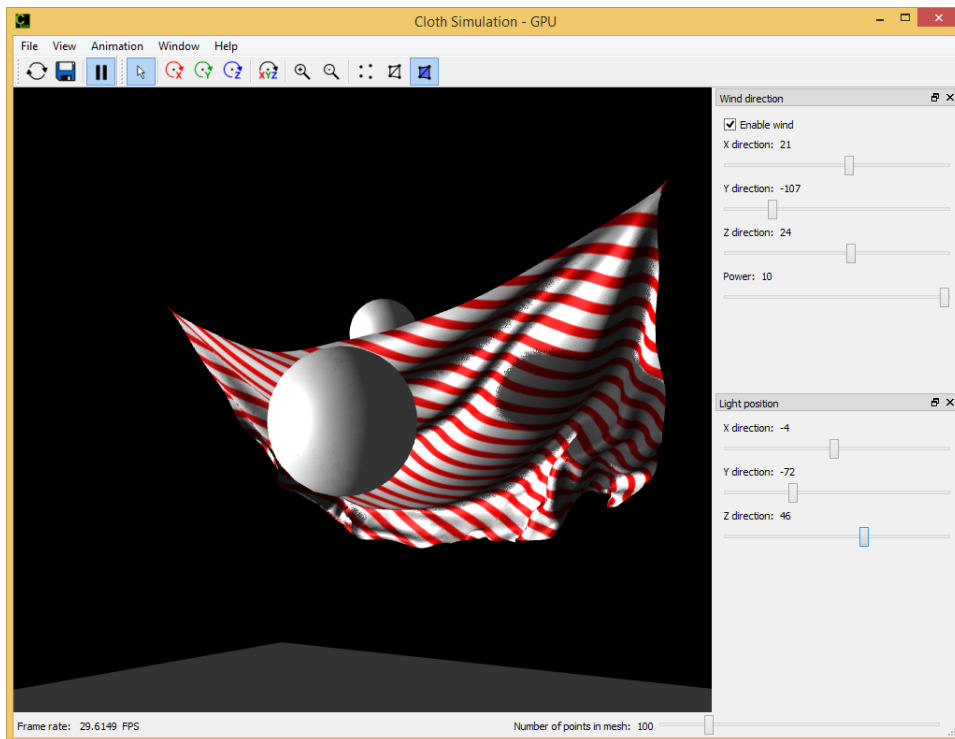 Cloth Simulation - GPU
File View Animation Window Help
X Y Z XYZ
Wind direction
Enable wind
X direction: 21
Y direction: -107
Z direction: 24
Power: 10
Light position
X direction: -4
Y direction: -72
Z direction: 46
Frame rate: 29.6149 FPS
Number of points in mesh: 100